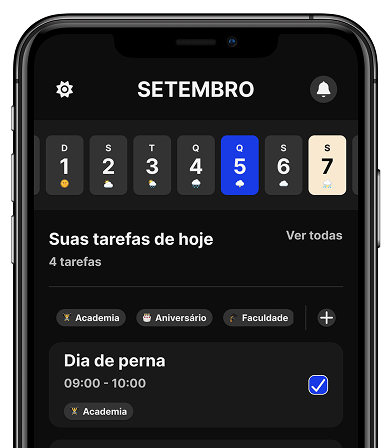 SETEMBRO
D S T Q Q S S
1 2 3 4 5 6 7
Suas tarefas de hoje
Ver todas
4 tarefas
Academia
Aniversário
Faculdade
Dia de perna
09:00 - 10:00
Academia